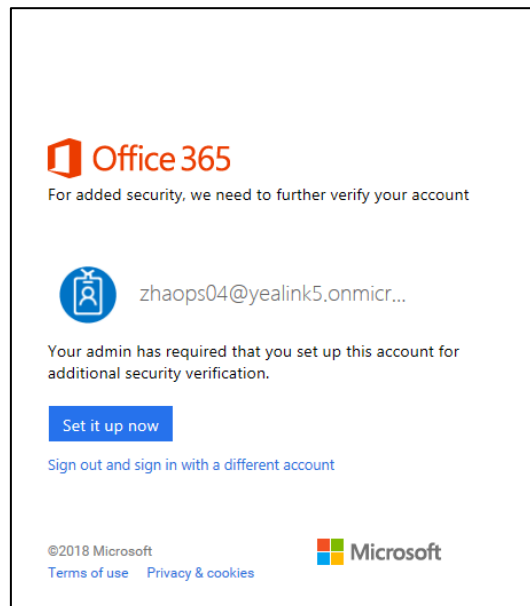 Office 365
For added security, we need to further verify your account
zhaops04@yealink5.onmicr...
Your admin has required that you set up this account for
additional security verification.
Set it up now
Sign out and sign in with a different account
©2018 Microsoft
Microsoft
Terms of use Privacy & cookies